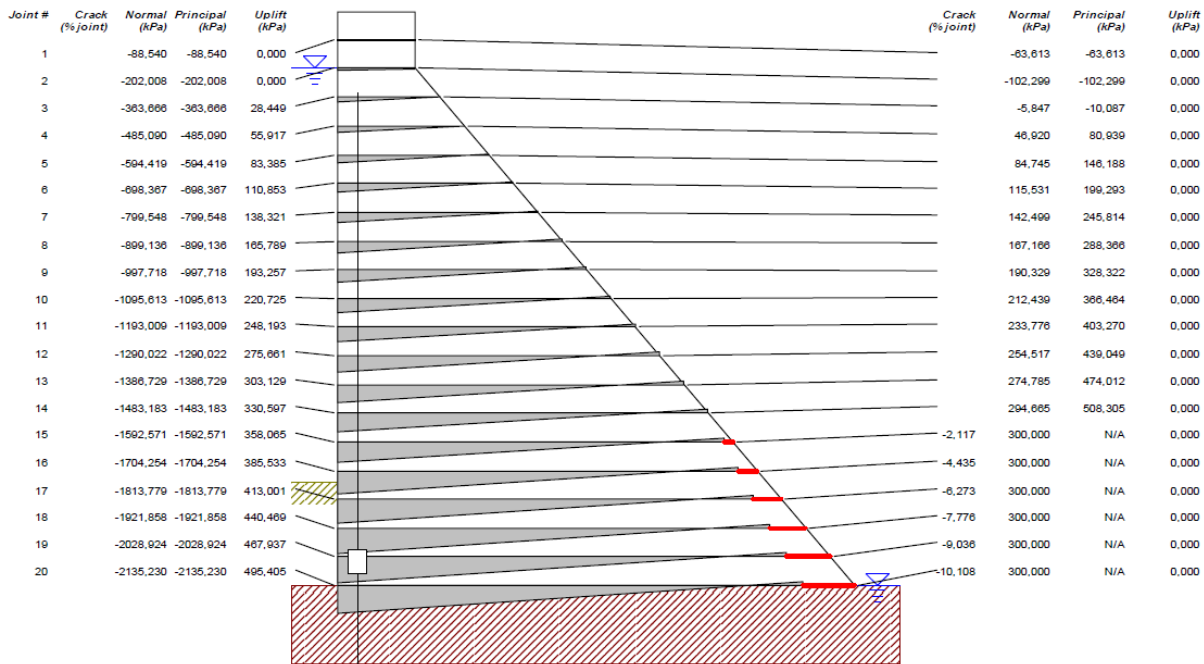 Joint # Crack (% joint) Normal (kPa) Principal (kPa) Uplift (kPa) Crack (% joint) Normal (kPa) Principal (kPa) Uplift (kPa)
1 -88,540 -88,540 0,000 -63,613 -63,613 0,000
2 -202,008 -202,008 0,000 -102,299 -102,299 0,000
3 -363,666 -363,666 28,449 -5,847 -10,087 0,000
4 -485,090 -485,090 55,917 46,920 80,939 0,000
5 -594,419 -594,419 83,385 84,745 146,188 0,000
6 -698,367 -698,367 110,853 115,531 199,293 0,000
7 -799,548 -799,548 138,321 142,499 245,814 0,000
8 -899,136 -899,136 165,789 167,166 288,366 0,000
9 -997,718 -997,718 193,257 190,329 328,322 0,000
10 -1095,613 -1095,613 220,725 212,439 366,464 0,000
11 -1193,009 -1193,009 248,193 233,776 403,270 0,000
12 -1290,022 -1290,022 275,661 254,517 439,049 0,000
13 -1386,729 -1386,729 303,129 274,785 474,012 0,000
14 -1483,183 -1483,183 330,597 294,665 508,305 0,000
15 -1592,571 -1592,571 358,065 -2,117 300,000 N/A 0,000
16 -1704,254 -1704,254 385,533 -4,435 300,000 N/A 0,000
17 -1813,779 -1813,779 413,001 -6,273 300,000 N/A 0,000
18 -1921,858 -1921,858 440,469 -7,776 300,000 N/A 0,000
19 -2028,924 -2028,924 467,937 -9,036 300,000 N/A 0,000
20 -2135,230 -2135,230 495,405 -10,108 300,000 N/A 0,000